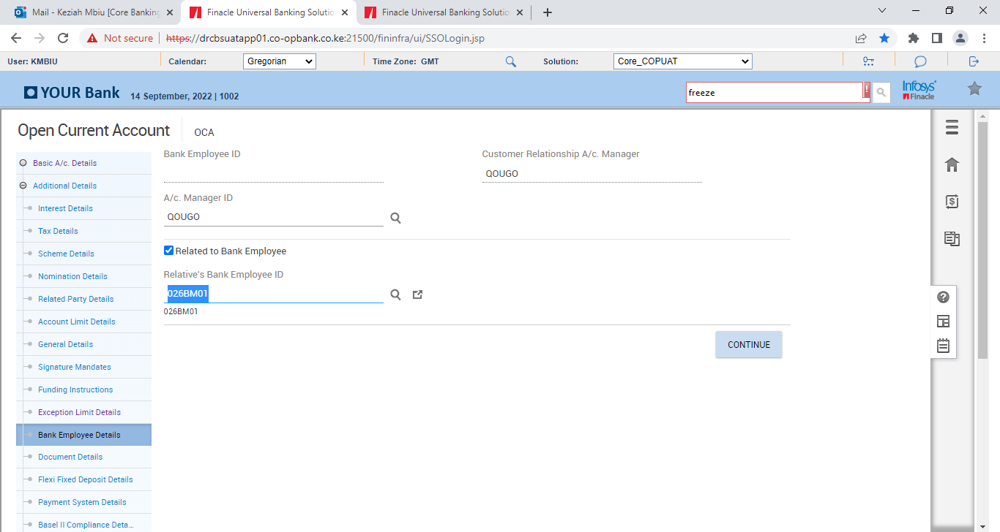 Mail - Keziah Mbiu [Core Banking
Finacle Universal Banking Solutio
Finacle Universal Banking Solutio
Not secure
https://drcbsuatapp01.co-opbank.co.ke:21500/fininfra/ui/SSOLogin.jsp
User: KMBIU
Calendar:
Gregorian
Time Zone: GMT
Solution:
Core_COPUAT
YOUR Bank
14 September, 2022 | 1002
freeze
Infosys
Finacle
Open Current Account
OCA
Basic A/c. Details
Additional Details
Interest Details
Tax Details
Scheme Details
Nomination Details
Related Party Details
Account Limit Details
General Details
Signature Mandates
Funding Instructions
Exception Limit Details
Bank Employee Details
Document Details
Flexi Fixed Deposit Details
Payment System Details
Basel II Compliance Deta...
Bank Employee ID
Customer Relationship A/c. Manager
QOUGO
A/c. Manager ID
QOUGO
Related to Bank Employee
Relative's Bank Employee ID
026BM01
026BM01
CONTINUE